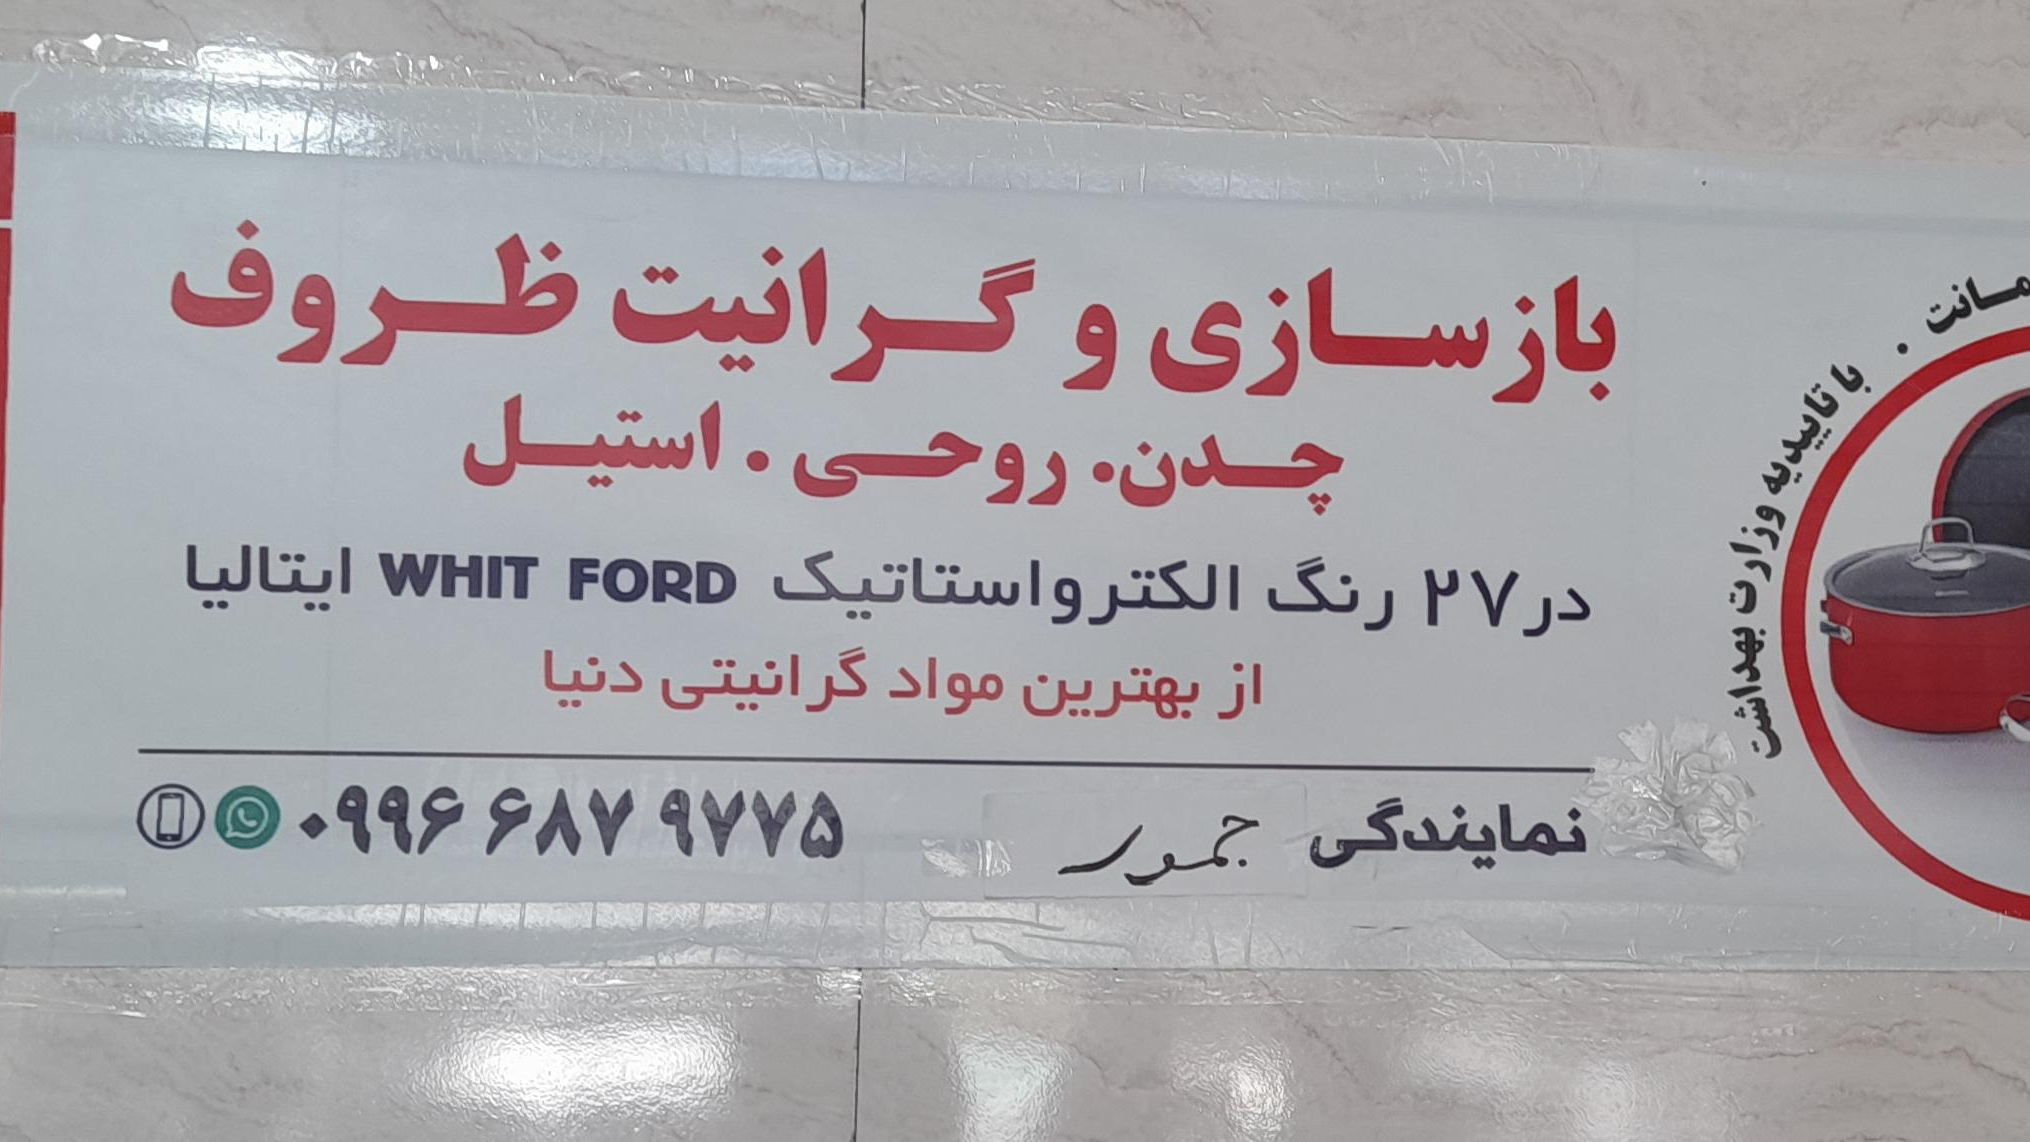 بازسازی و گرانیت ظروف
چدن. روحی . استیل
در ۲۷ رنگ الکترواستاتیک WHIT FORD ایتالیا
از بهترین مواد گرانیتی دنیا
نمایندگی جمور
۰۹۹۶ ۶۸۷ ۹۷۷۵
مانت . با تاییدیه وزارت بهداشت